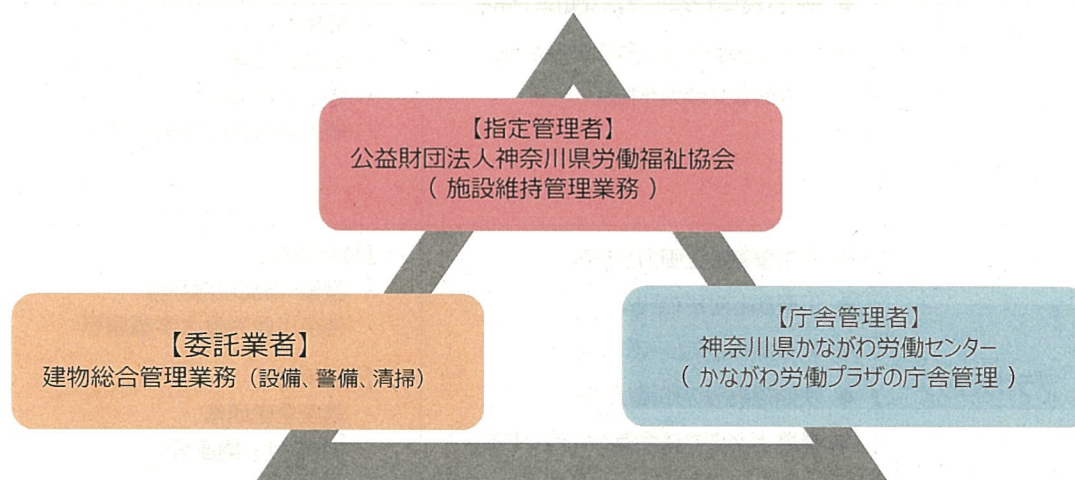 【指定管理者】
公益財団法人神奈川県労働福祉協会
( 施設維持管理業務 )
【委託業者】
建物総合管理業務(設備、警備、清掃)
【庁舎管理者】
神奈川県かながわ労働センター
( かながわ労働プラザの庁舎管理 )